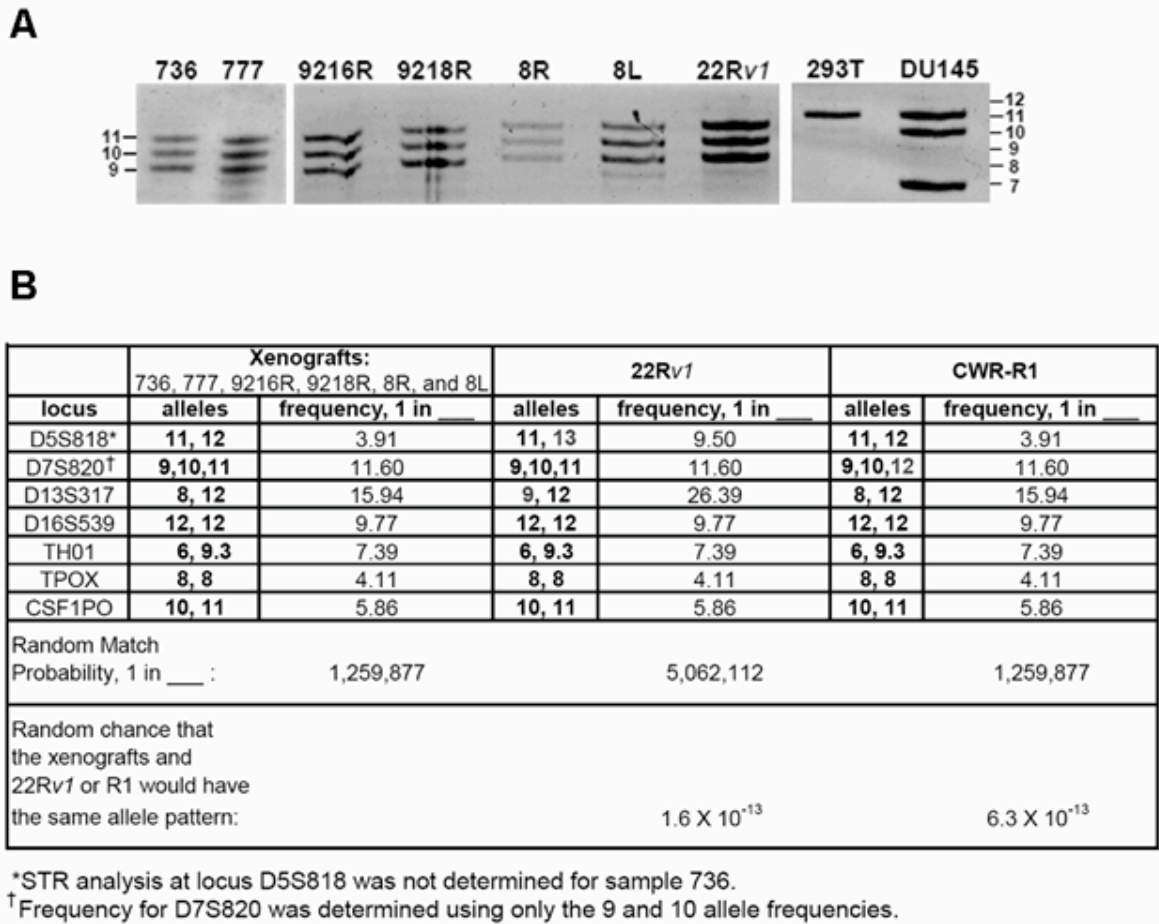 A
736 777 9216R 9218R 8R 8L 22Rv1 293T DU145
11
10
9
12
11
10
9
8
7
B
Xenografts:
736, 777, 9216R, 9218R, 8R, and 8L
22Rv1
CWR-R1
locus alleles frequency, 1 in ___ alleles frequency, 1 in ___ alleles frequency, 1 in ___
D5S818* 11, 12 3.91 11, 13 9.50 11, 12 3.91
D7S820† 9,10,11 11.60 9,10,11 11.60 9,10,12 11.60
D13S317 8, 12 15.94 9, 12 26.39 8, 12 15.94
D16S539 12, 12 9.77 12, 12 9.77 12, 12 9.77
TH01 6, 9.3 7.39 6, 9.3 7.39 6, 9.3 7.39
TPOX 8, 8 4.11 8, 8 4.11 8, 8 4.11
CSF1PO 10, 11 5.86 10, 11 5.86 10, 11 5.86
Random Match
Probability, 1 in ___ : 1,259,877 5,062,112 1,259,877
Random chance that
the xenografts and
22Rv1 or R1 would have
the same allele pattern: 1.6 X 10⁻¹³ 6.3 X 10⁻¹³
*STR analysis at locus D5S818 was not determined for sample 736.
†Frequency for D7S820 was determined using only the 9 and 10 allele frequencies.